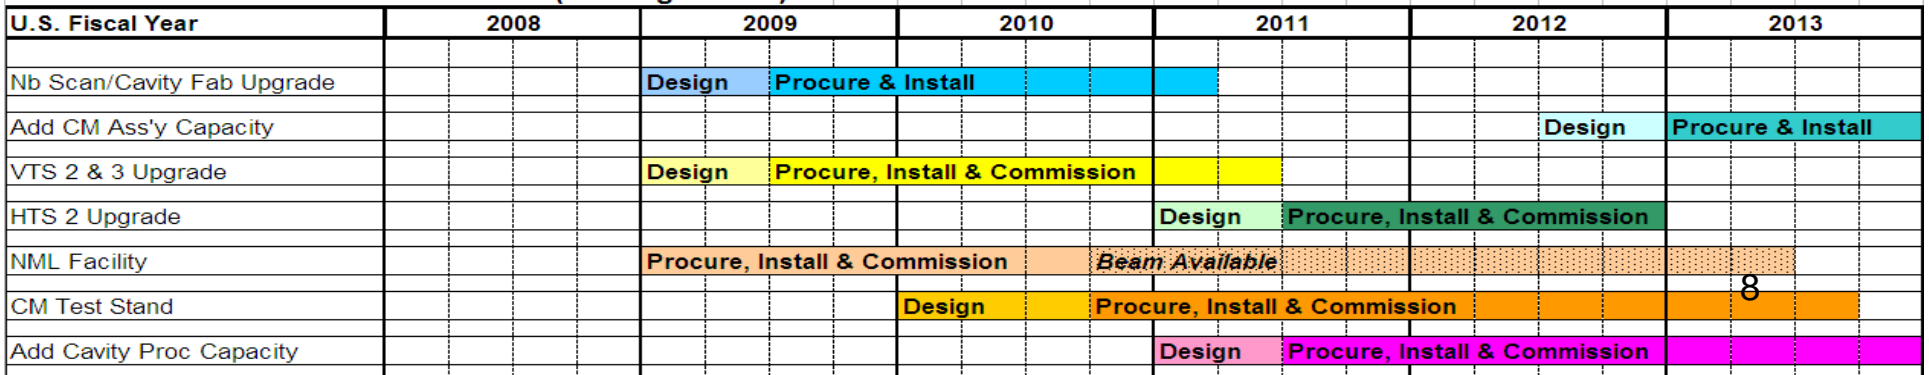 U.S. Fiscal Year 2008 2009 2010 2011 2012 2013
Nb Scan/Cavity Fab Upgrade Design Procure & Install
Add CM Ass'y Capacity Design Procure & Install
VTS 2 & 3 Upgrade Design Procure, Install & Commission
HTS 2 Upgrade Design Procure, Install & Commission
NML Facility Procure, Install & Commission Beam Available
8
CM Test Stand Design Procure, Install & Commission
Add Cavity Proc Capacity Design Procure, Install & Commission